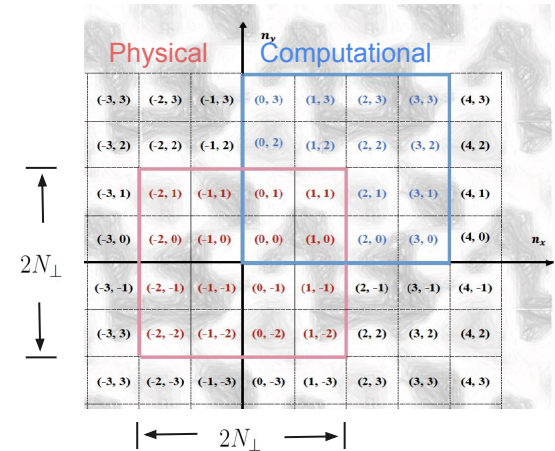 n_y
Physical Computational
(-3, 3) (-2, 3) (-1, 3) (0, 3) (1, 3) (2, 3) (3, 3) (4, 3)
(-3, 2) (-2, 2) (-1, 2) (0, 2) (1, 2) (2, 2) (3, 2) (4, 2)
(-3, 1) (-2, 1) (-1, 1) (0, 1) (1, 1) (2, 1) (3, 1) (4, 1)
(-3, 0) (-2, 0) (-1, 0) (0, 0) (1, 0) (2, 0) (3, 0) (4, 0) n_x
2N_⊥
(-3, -1) (-2, -1) (-1, -1) (0, -1) (1, -1) (2, -1) (3, -1) (4, -1)
(-3, 3) (-2, -2) (-1, -2) (0, -2) (1, -2) (2, 2) (3, 2) (4, 2)
(-3, 3) (-2, -3) (-1, -3) (0, -3) (1, -3) (2, 3) (3, 3) (4, 3)
2N_⊥